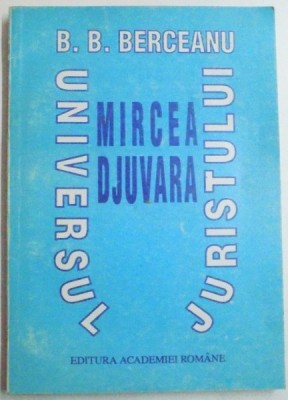 B. B. BERCEANU
UNIVERSUL
JURISTULUI
MIRCEA
DJUVARA
EDITURA ACADEMIEI ROMÂNE